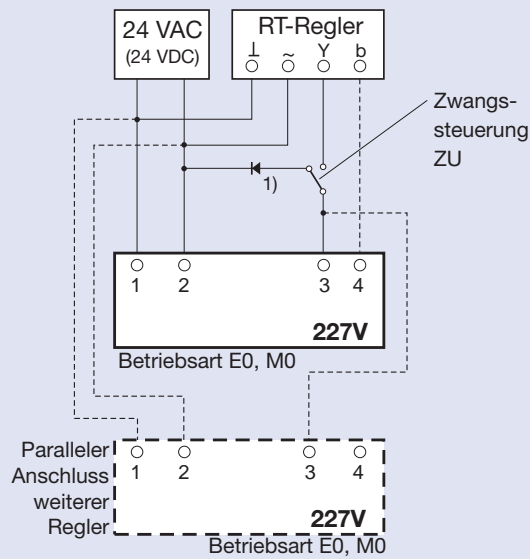 24 VAC
(24 VDC)
RT-Regler
⊥ ~ Y b
Zwangs-
steuerung
ZU
1)
1 2 3 4
227V
Betriebsart E0, M0
Paralleler
Anschluss
weiterer
Regler
1 2 3 4
227V
Betriebsart E0, M0